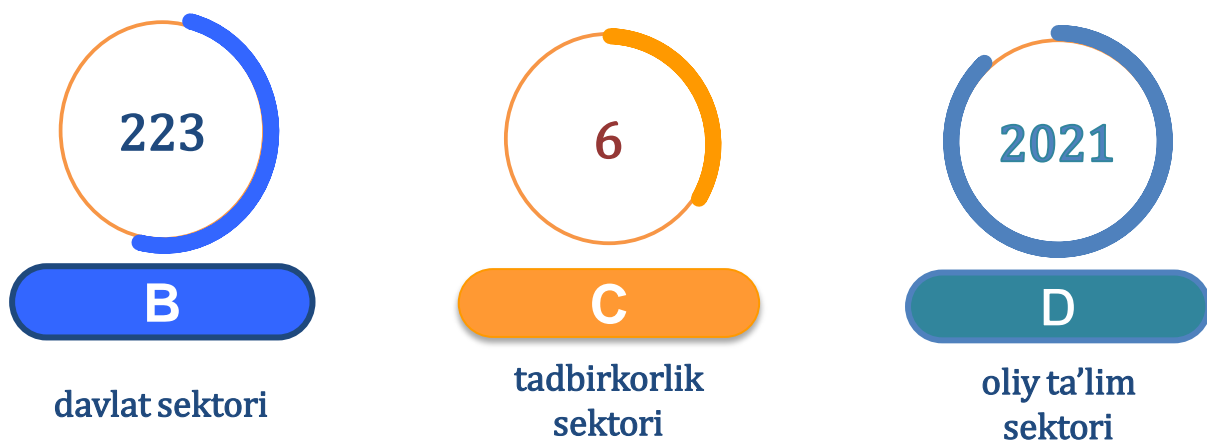 223
B
davlat sektori
6
C
tadbirkorlik
sektori
2021
D
oliy ta’lim
sektori